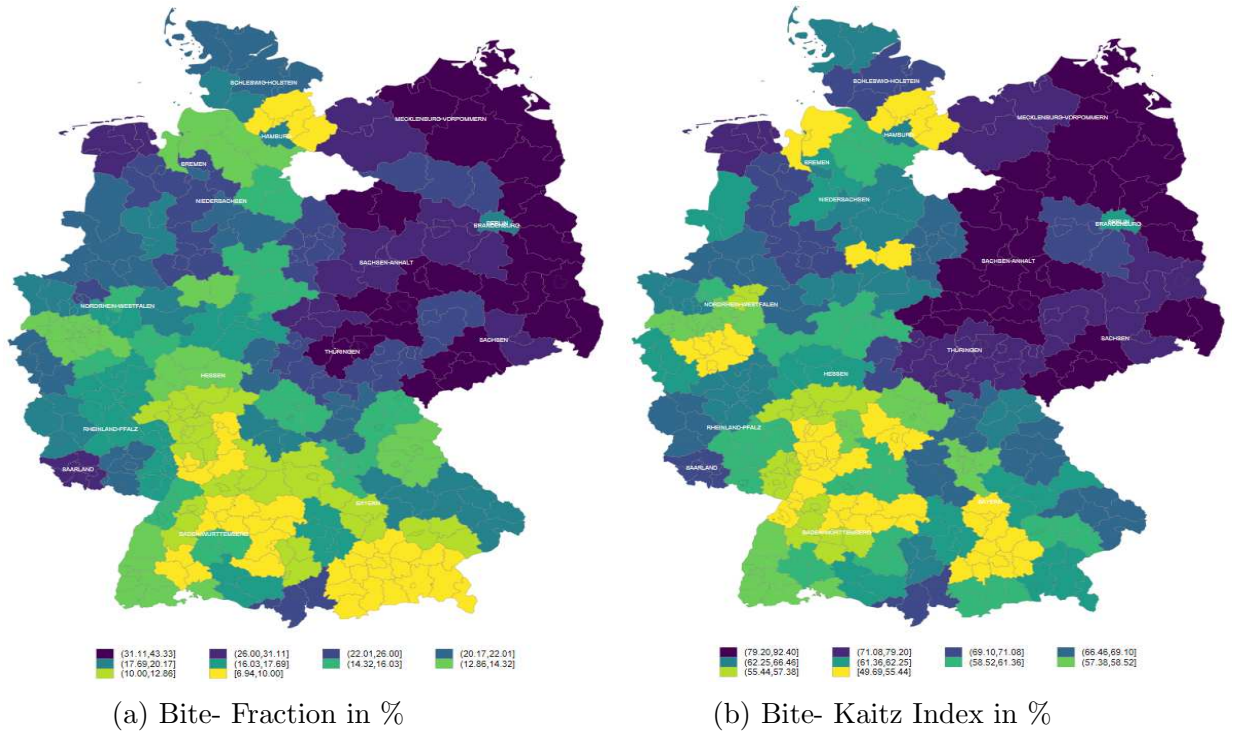 SCHLESWIG-HOLSTEIN
MECKLENBURG-VORPOMMERN
HAMBURG
BREMEN
NIEDERSACHSEN
BERLIN
BRANDENBURG
SACHSEN-ANHALT
NORDRHEIN-WESTFALEN
THÜRINGEN
SACHSEN
HESSEN
RHEINLAND-PFALZ
SAARLAND
BAYERN
BADEN-WÜRTTEMBERG
(31.11,43.33] (26.00,31.11] (22.01,26.00] (20.17,22.01]
(17.69,20.17] (16.03,17.69] (14.32,16.03] (12.86,14.32]
(10.00,12.86] [6.94,10.00]
(a) Bite- Fraction in %
SCHLESWIG-HOLSTEIN
MECKLENBURG-VORPOMMERN
HAMBURG
BREMEN
NIEDERSACHSEN
BERLIN
BRANDENBURG
SACHSEN-ANHALT
NORDRHEIN-WESTFALEN
THÜRINGEN
SACHSEN
HESSEN
RHEINLAND-PFALZ
SAARLAND
BAYERN
BADEN-WÜRTTEMBERG
(79.20,92.40] (71.08,79.20] (69.10,71.08] (66.46,69.10]
(62.25,66.46] (61.36,62.25] (58.52,61.36] (57.38,58.52]
(55.44,57.38] [49.69,55.44]
(b) Bite- Kaitz Index in %